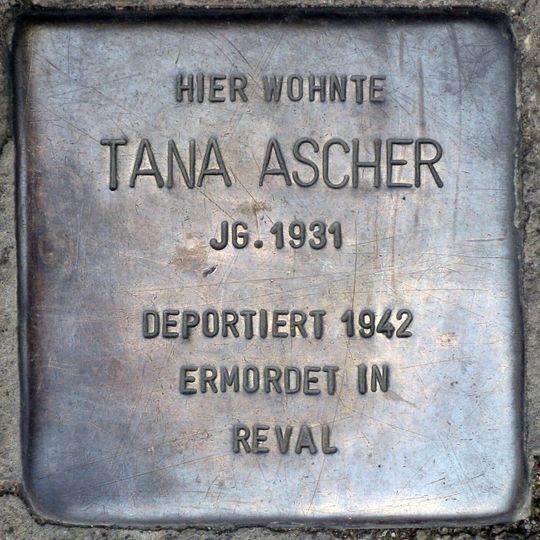 HIER WOHNTE
TANA ASCHER
JG. 1931
DEPORTIERT 1942
ERMORDET IN
REVAL